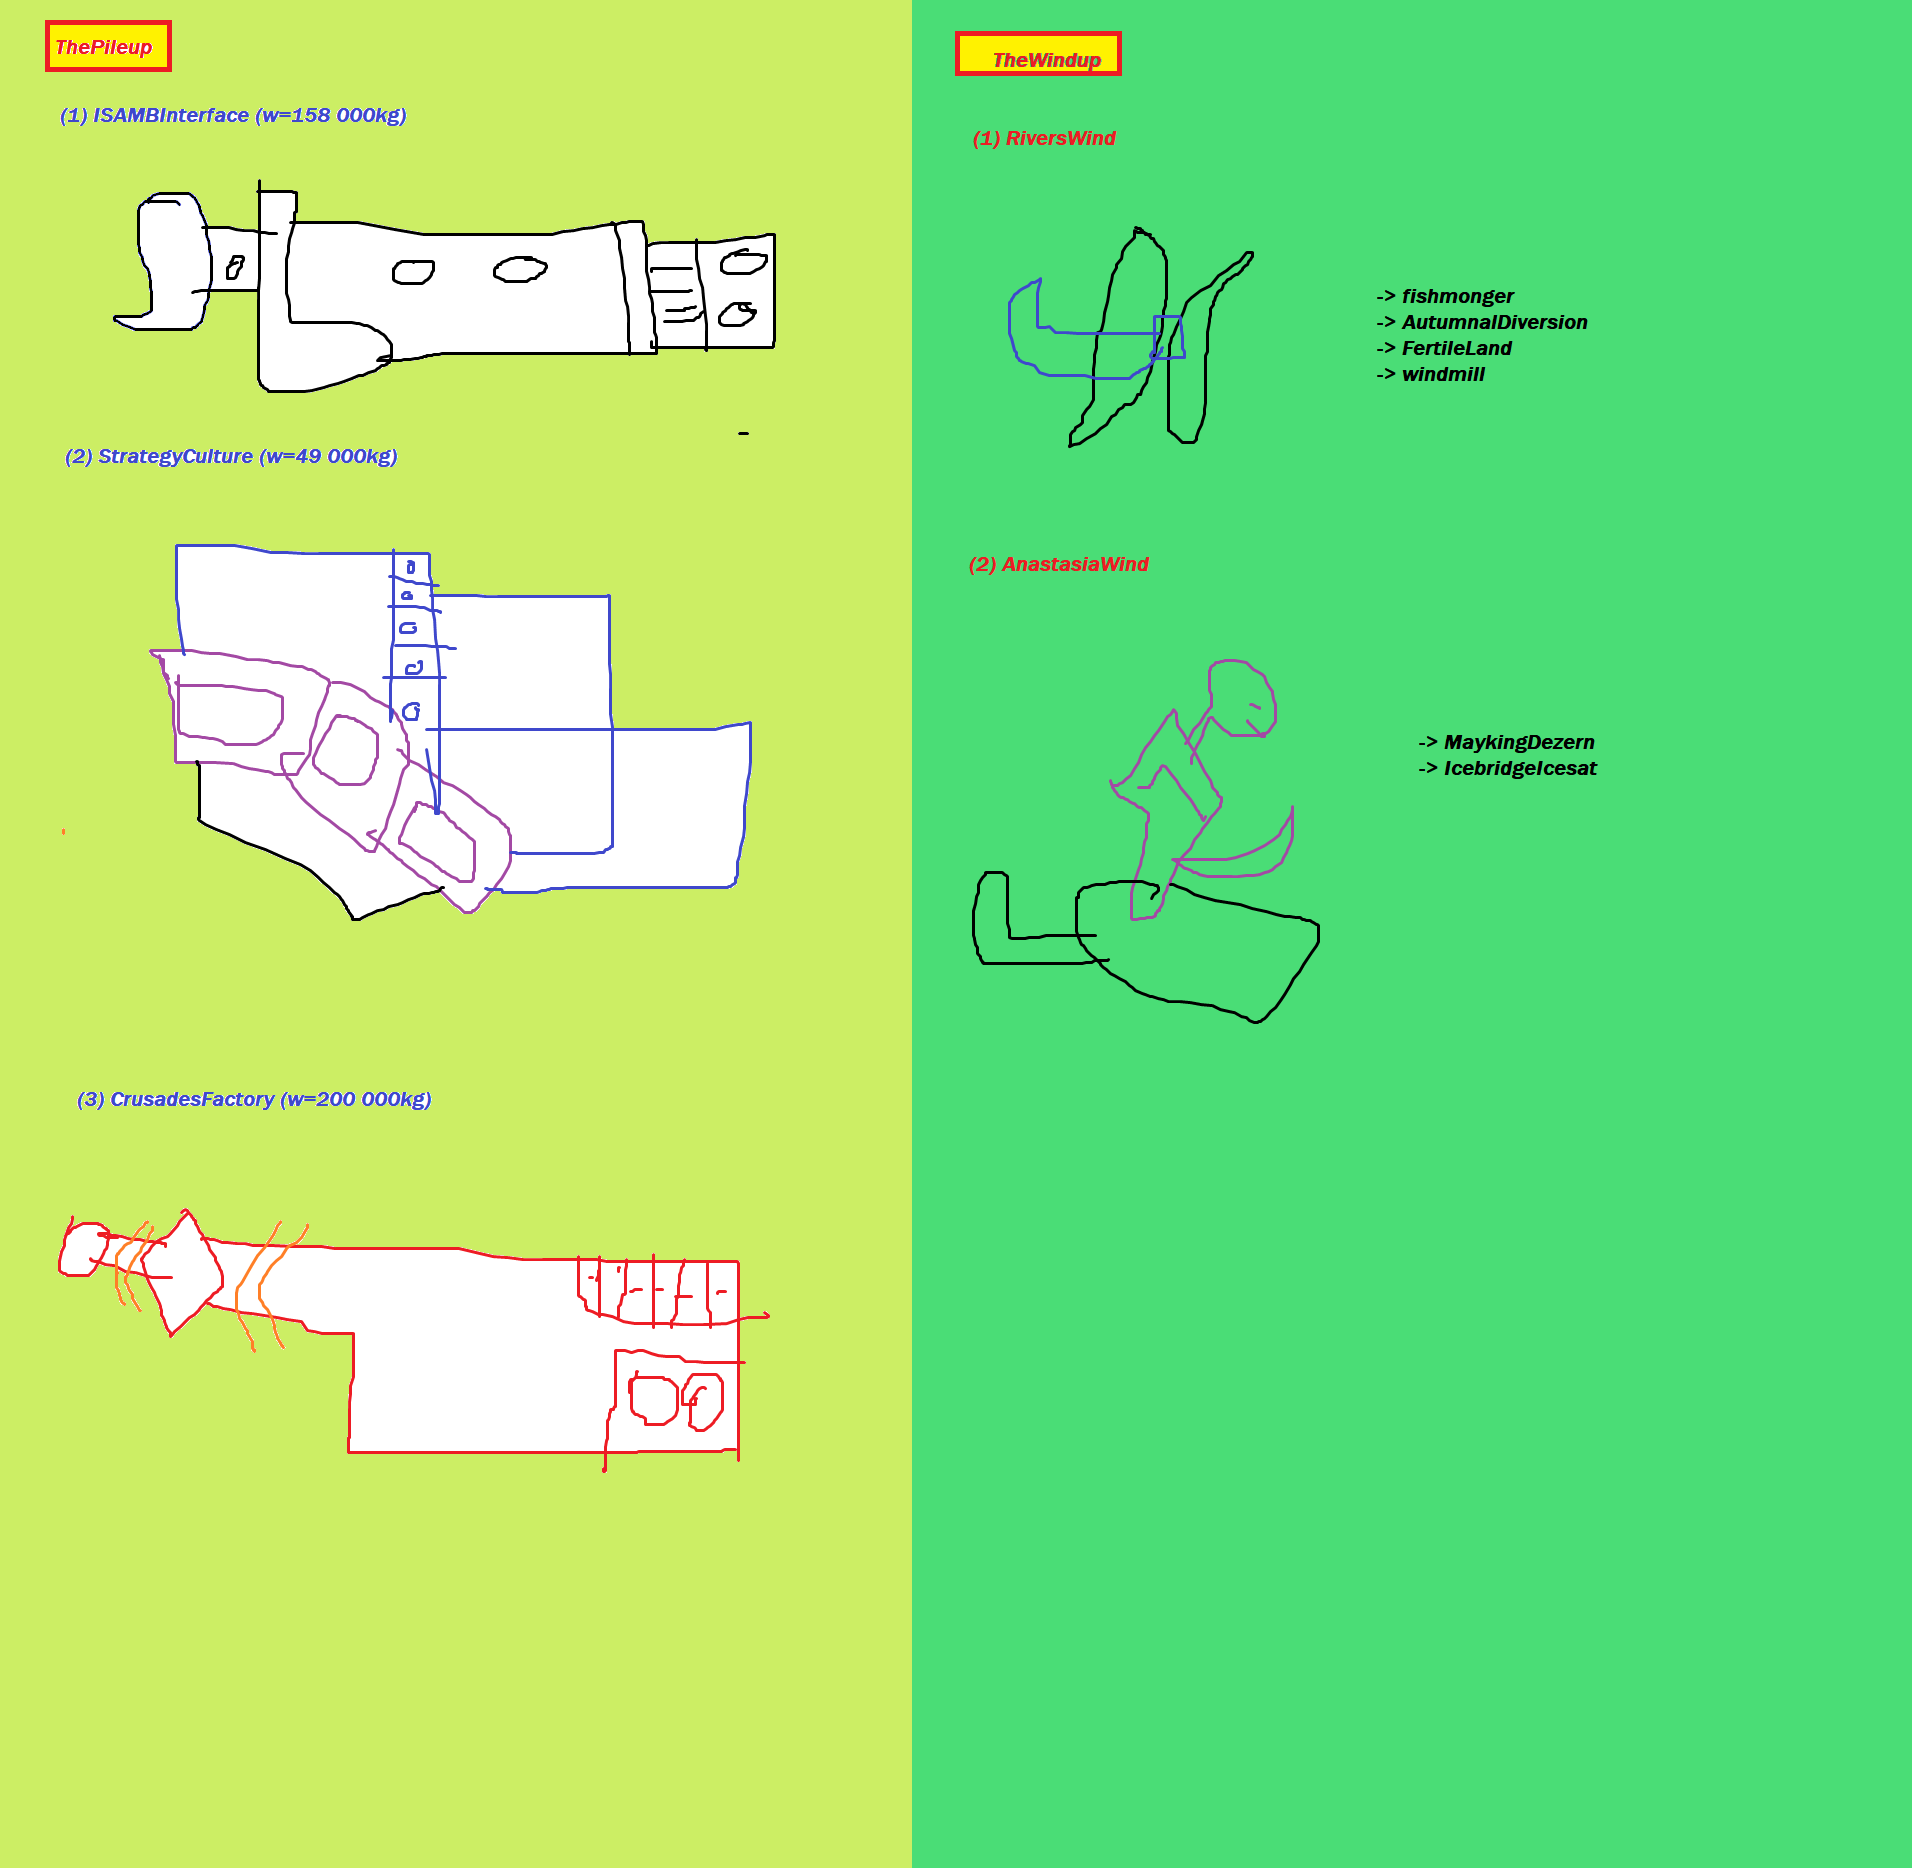 ThePileup
(1) ISAMBInterface (w=158 000kg)
(2) StrategyCulture (w=49 000kg)
(3) CrusadesFactory (w=200 000kg)
TheWindup
(1) RiversWind
-> fishmonger
-> AutumnalDiversion
-> FertileLand
-> windmill
(2) AnastasiaWind
-> MaykingDezern
-> IcebridgeIcesat